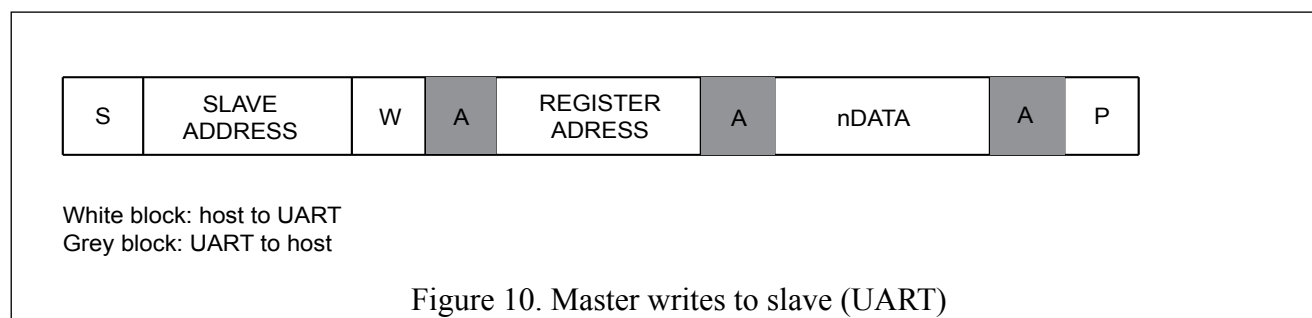 S SLAVE ADDRESS W A REGISTER ADRESS A nDATA A P
White block: host to UART
Grey block: UART to host
Figure 10. Master writes to slave (UART)